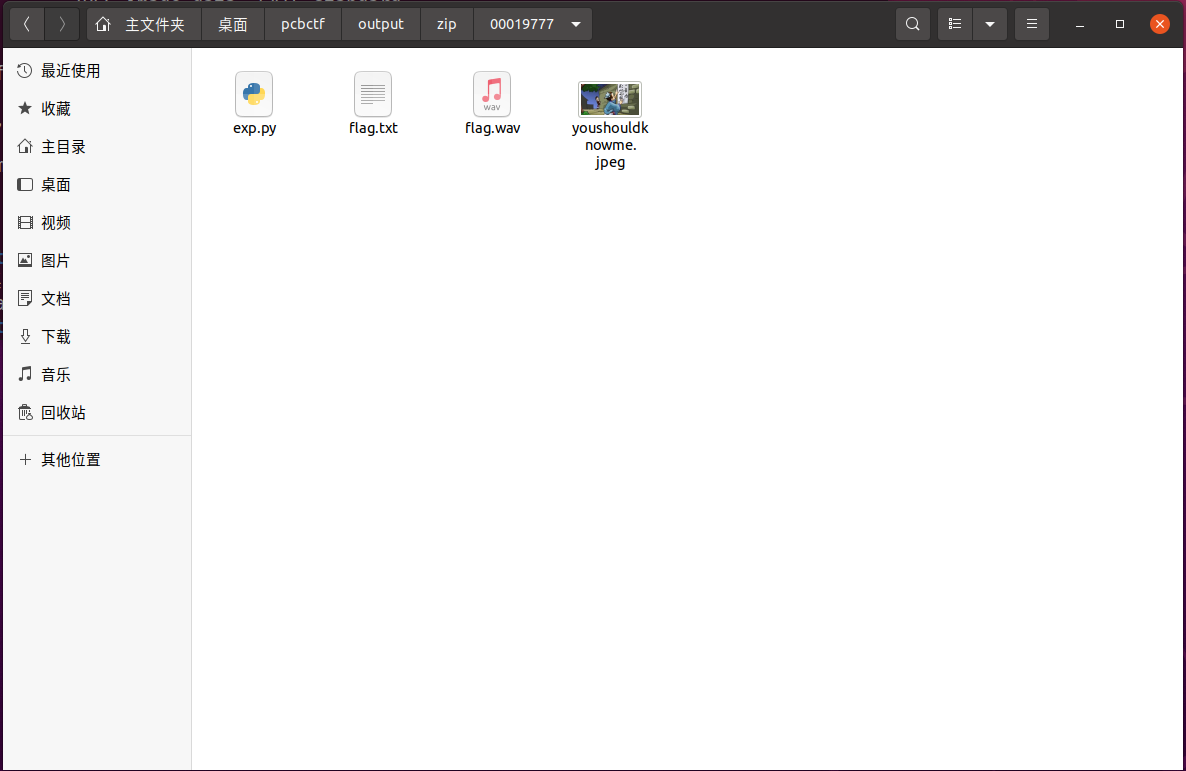 主文件夹 桌面 pcbctf output zip 00019777
最近使用
收藏
主目录
桌面
视频
图片
文档
下载
音乐
回收站
其他位置
exp.py
flag.txt
wav
flag.wav
youshouldk
nowme.
jpeg